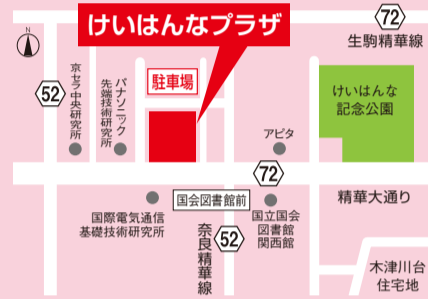 N
けいはんなプラザ
72
生駒精華線
駐車場
52
京セラ中央研究所
パナソニック
先端技術研究所
けいはんな
記念公園
アピタ
72
国会図書館前
精華大通り
国際電気通信
基礎技術研究所
奈良精華線
52
国立国会
図書館
関西館
木津川台
住宅地